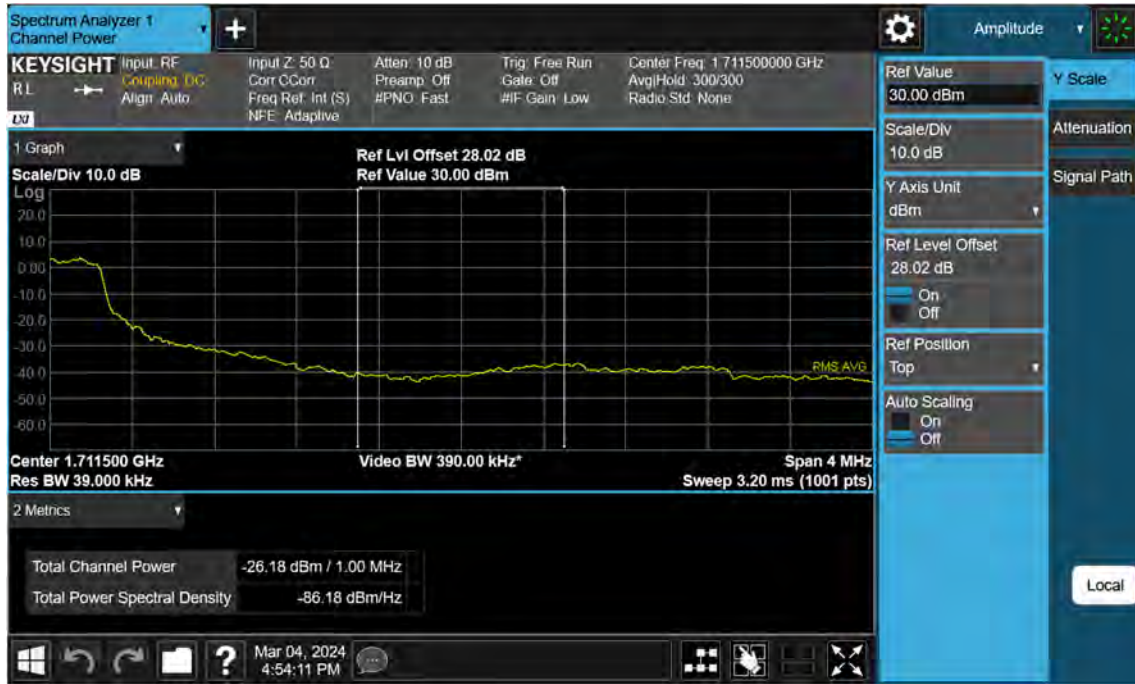 Spectrum Analyzer 1
Channel Power
+
Amplitude
KEYSIGHT
RL
LXI
Input: RF
Coupling: DC
Align: Auto
Input Z: 50 Ω
Corr CCorr
Freq Ref: Int (S)
NFE: Adaptive
Atten: 10 dB
Preamp: Off
#PNO: Fast
Trig: Free Run
Gate: Off
#IF Gain: Low
Center Freq: 1.711500000 GHz
Avg|Hold: 300/300
Radio Std: None
1 Graph
Scale/Div 10.0 dB
Ref Lvl Offset 28.02 dB
Ref Value 30.00 dBm
Log
20.0
10.0
0.00
-10.0
-20.0
-30.0
-40.0
-50.0
-60.0
RMS AVG
Center 1.711500 GHz
Video BW 390.00 kHz*
Span 4 MHz
Res BW 39.000 kHz
Sweep 3.20 ms (1001 pts)
2 Metrics
Total Channel Power
-26.18 dBm / 1.00 MHz
Total Power Spectral Density
-86.18 dBm/Hz
?
Mar 04, 2024
4:54:11 PM
Ref Value
30.00 dBm
Scale/Div
10.0 dB
Y Axis Unit
dBm
Ref Level Offset
28.02 dB
On
Off
Ref Position
Top
Auto Scaling
On
Off
Y Scale
Attenuation
Signal Path
Local